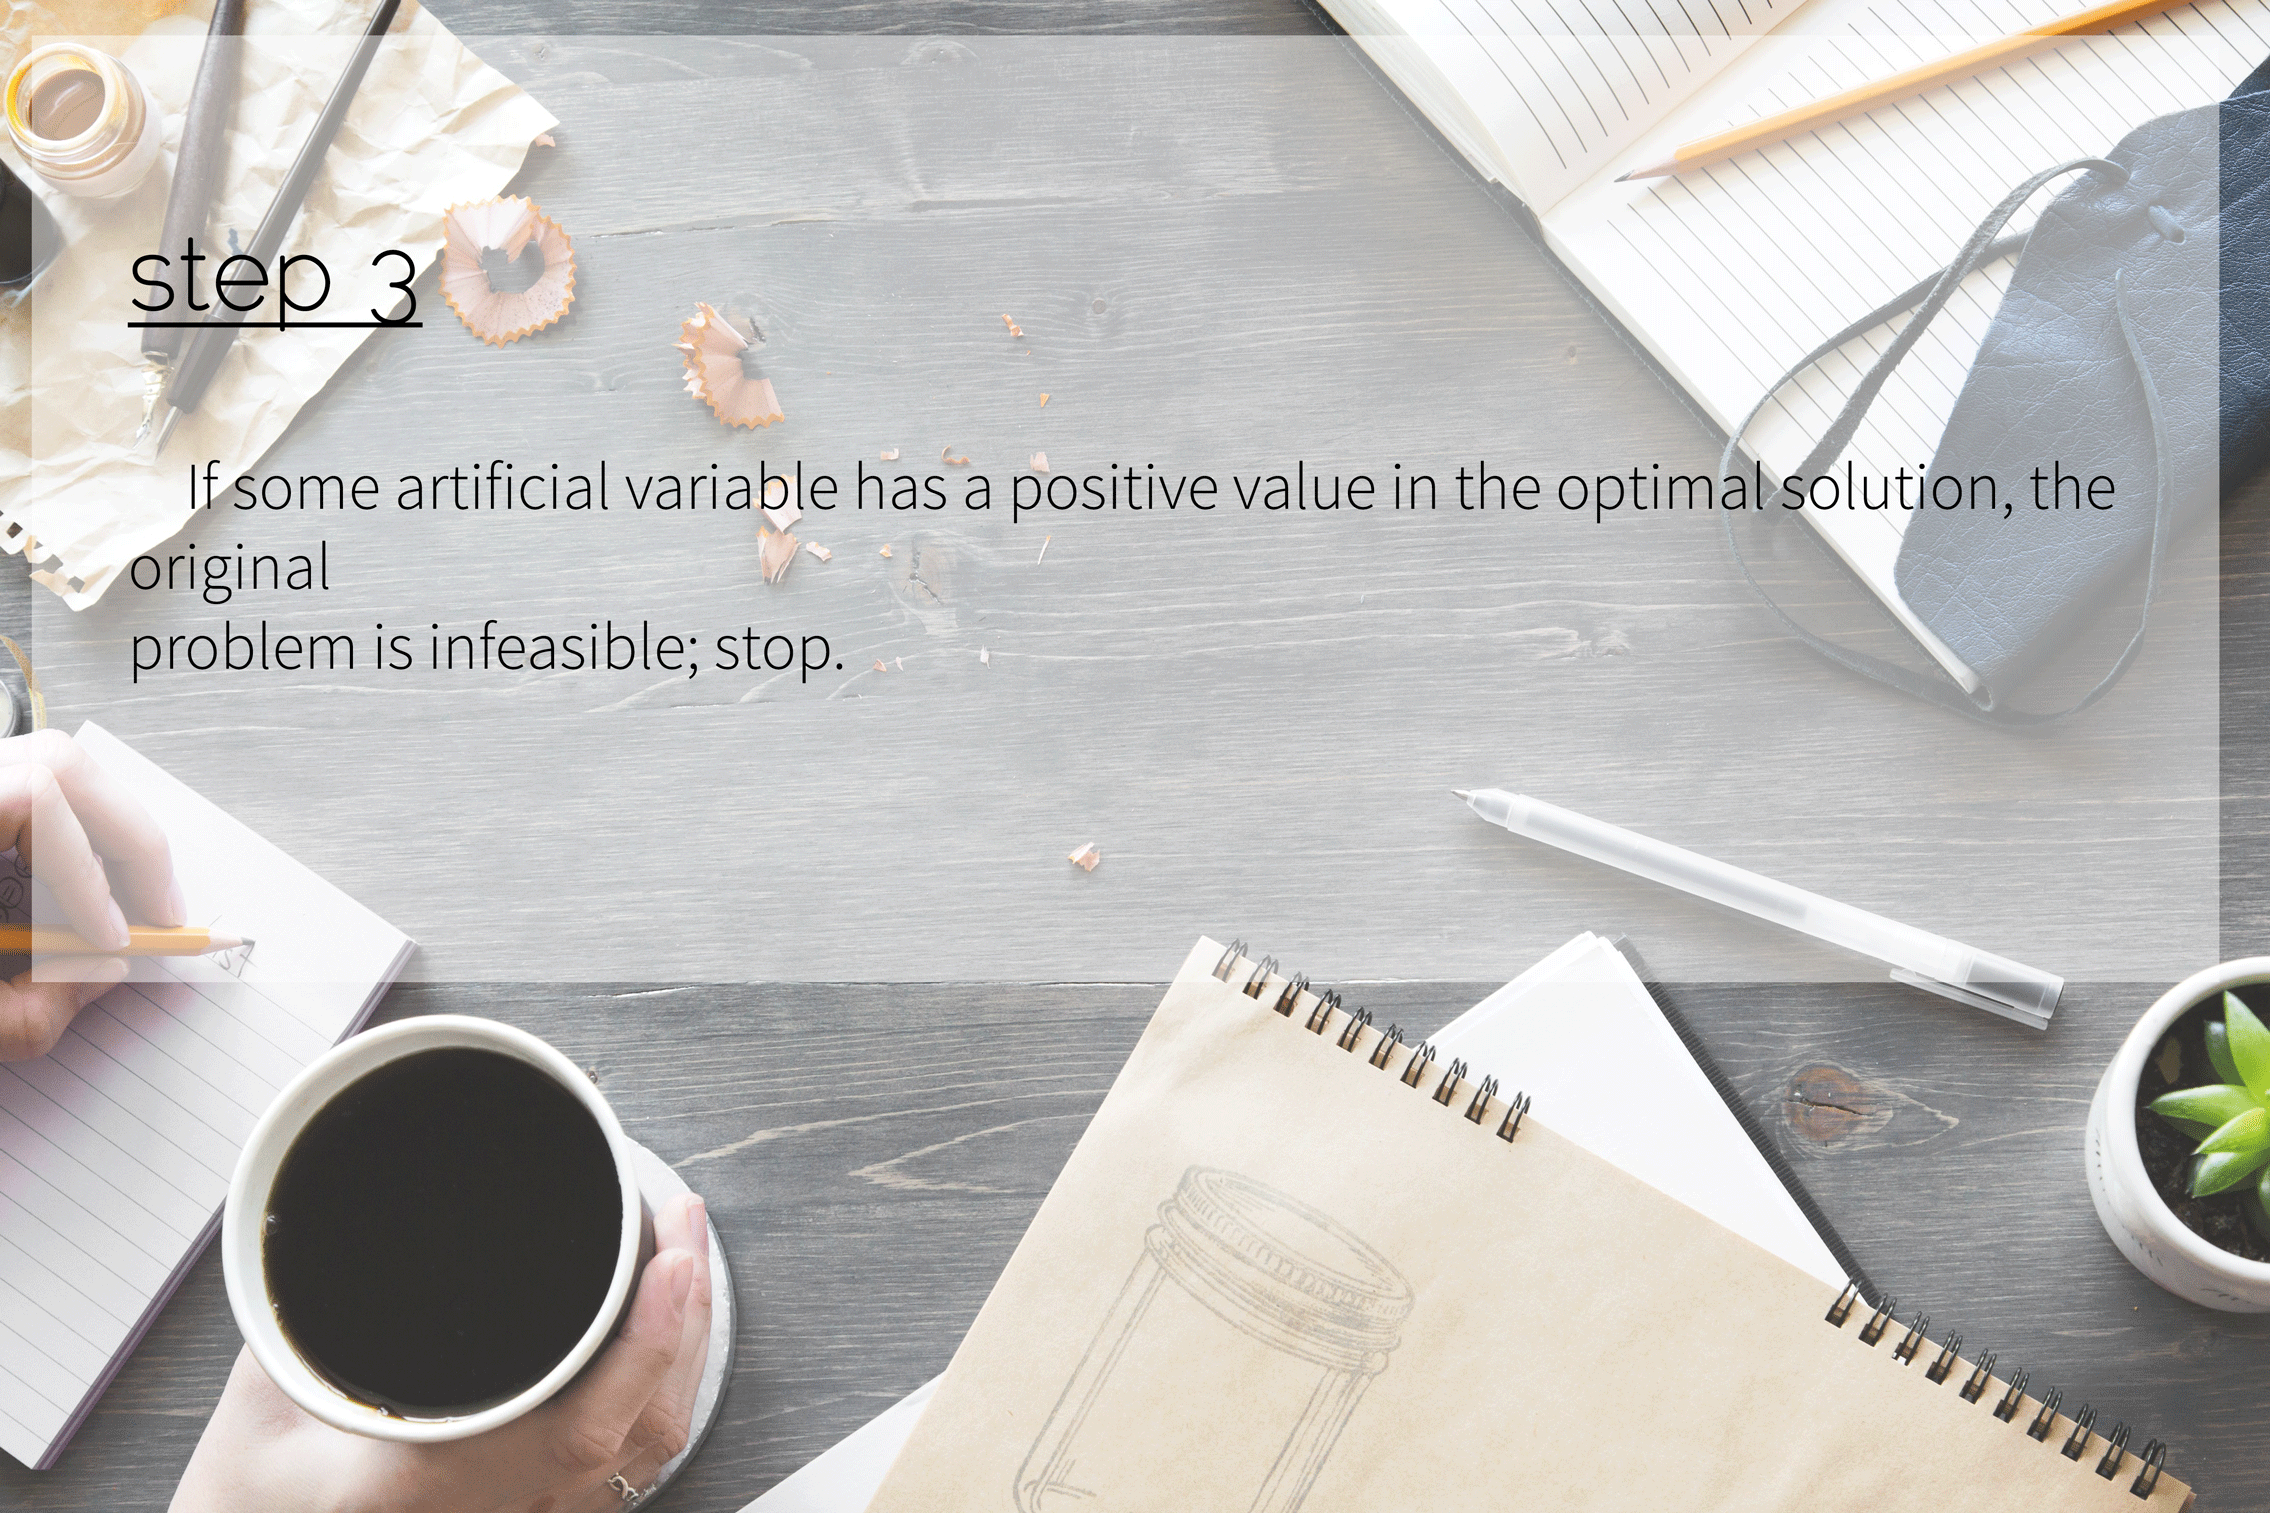 step 3
If some artificial variable has a positive value in the optimal solution, the
original
problem is infeasible; stop.